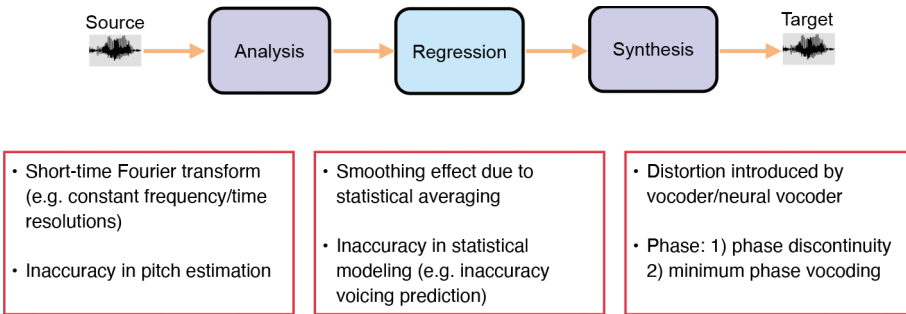 Source
Target
Analysis
Regression
Synthesis
• Short-time Fourier transform
(e.g. constant frequency/time
resolutions)
• Inaccuracy in pitch estimation
• Smoothing effect due to
statistical averaging
• Inaccuracy in statistical
modeling (e.g. inaccuracy
voicing prediction)
• Distortion introduced by
vocoder/neural vocoder
• Phase: 1) phase discontinuity
2) minimum phase vocoding